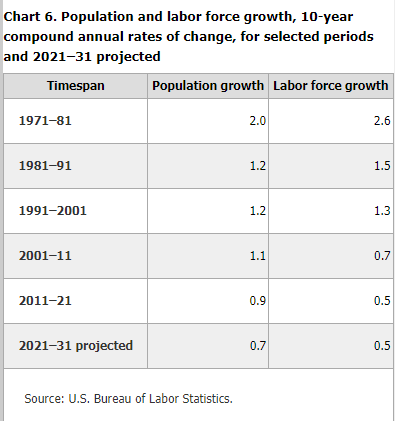 Chart 6. Population and labor force growth, 10-year
compound annual rates of change, for selected periods
and 2021–31 projected
Timespan Population growth Labor force growth
1971–81 2.0 2.6
1981–91 1.2 1.5
1991–2001 1.2 1.3
2001–11 1.1 0.7
2011–21 0.9 0.5
2021–31 projected 0.7 0.5
Source: U.S. Bureau of Labor Statistics.